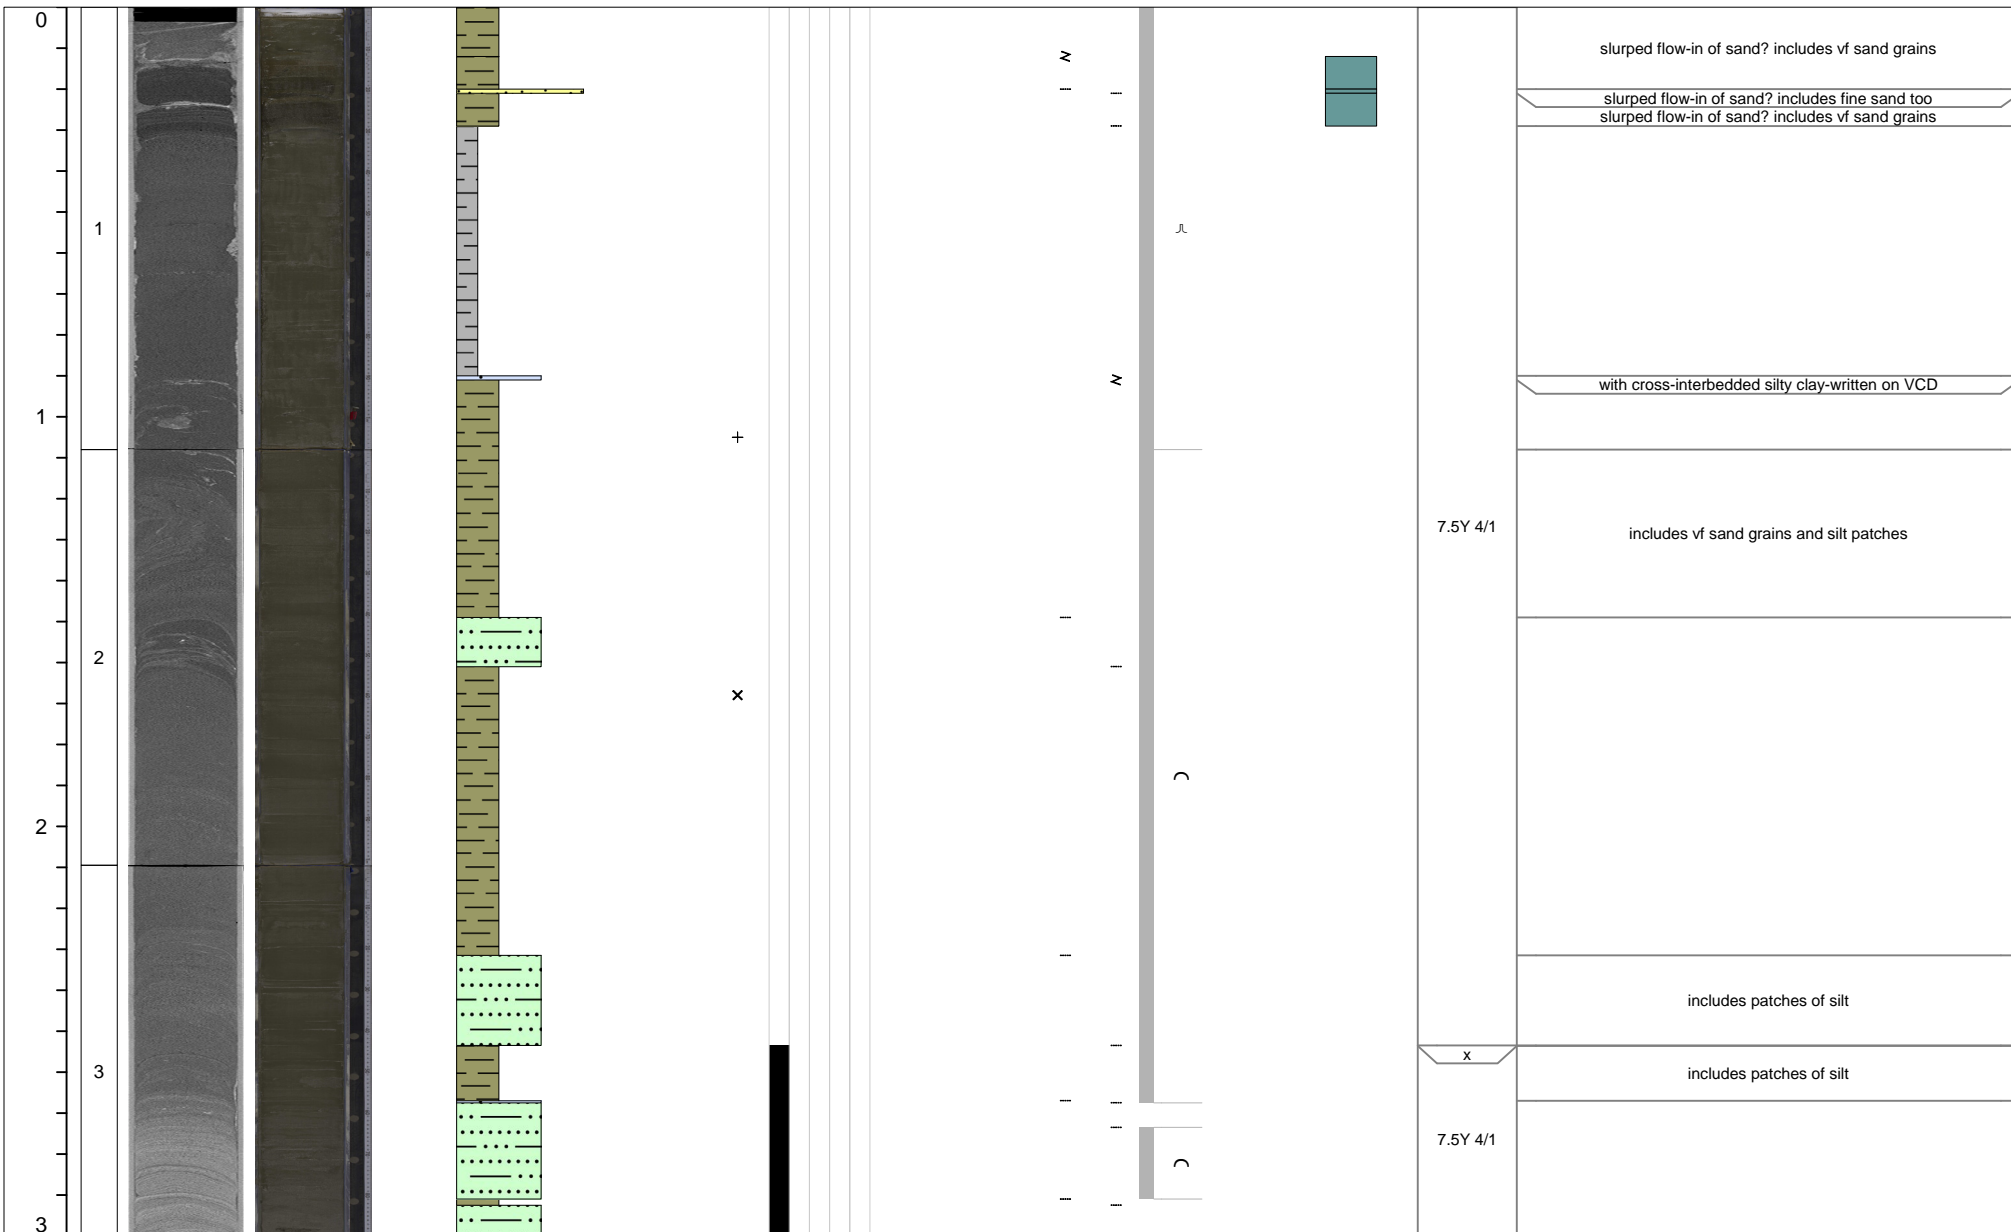 0
slurped flow-in of sand? includes vf sand grains
slurped flow-in of sand? includes fine sand too
slurped flow-in of sand? includes vf sand grains
1
with cross-interbedded silty clay-written on VCD
1
7.5Y 4/1
includes vf sand grains and silt patches
2
2
includes patches of silt
x
3
includes patches of silt
7.5Y 4/1
3